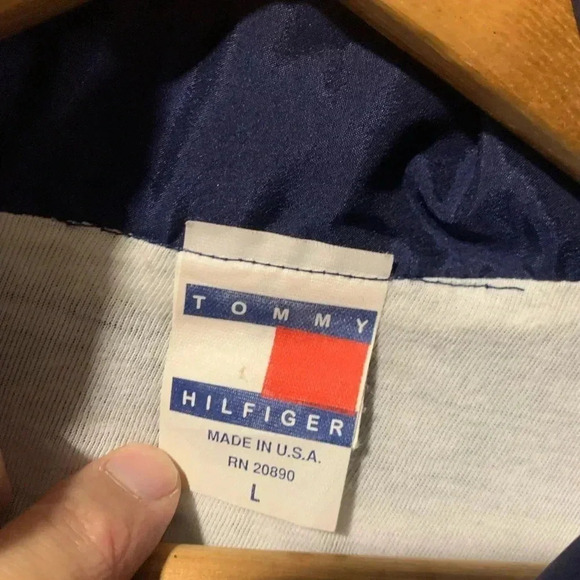 TOMMY
HILFIGER
MADE IN U.S.A.
RN 20890
L